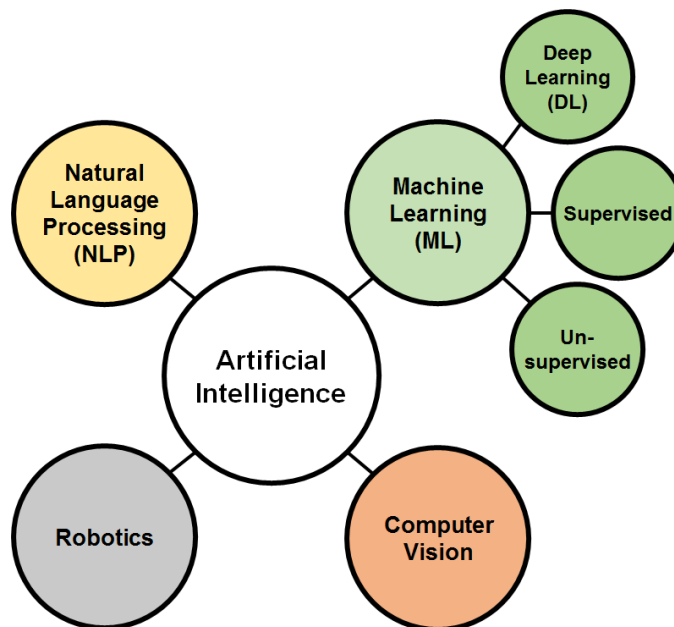 Deep
Learning
(DL)
Natural
Language
Processing
(NLP)
Machine
Learning
(ML)
Supervised
Un-
supervised
Artificial
Intelligence
Robotics
Computer
Vision